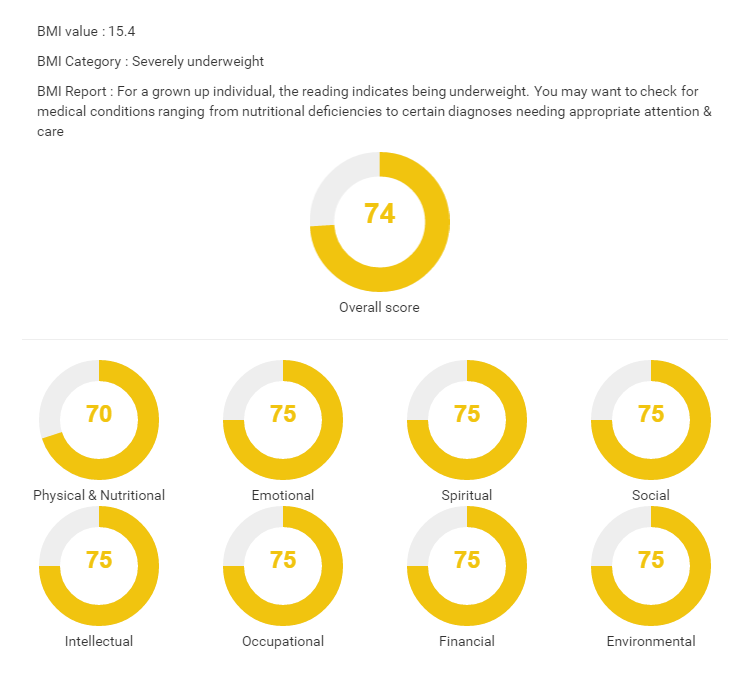 BMI value : 15.4
BMI Category : Severely underweight
BMI Report : For a grown up individual, the reading indicates being underweight. You may want to check for
medical conditions ranging from nutritional deficiencies to certain diagnoses needing appropriate attention &
care
74
Overall score
70
75
75
75
Physical & Nutritional
Emotional
Spiritual
Social
75
75
75
75
Intellectual
Occupational
Financial
Environmental